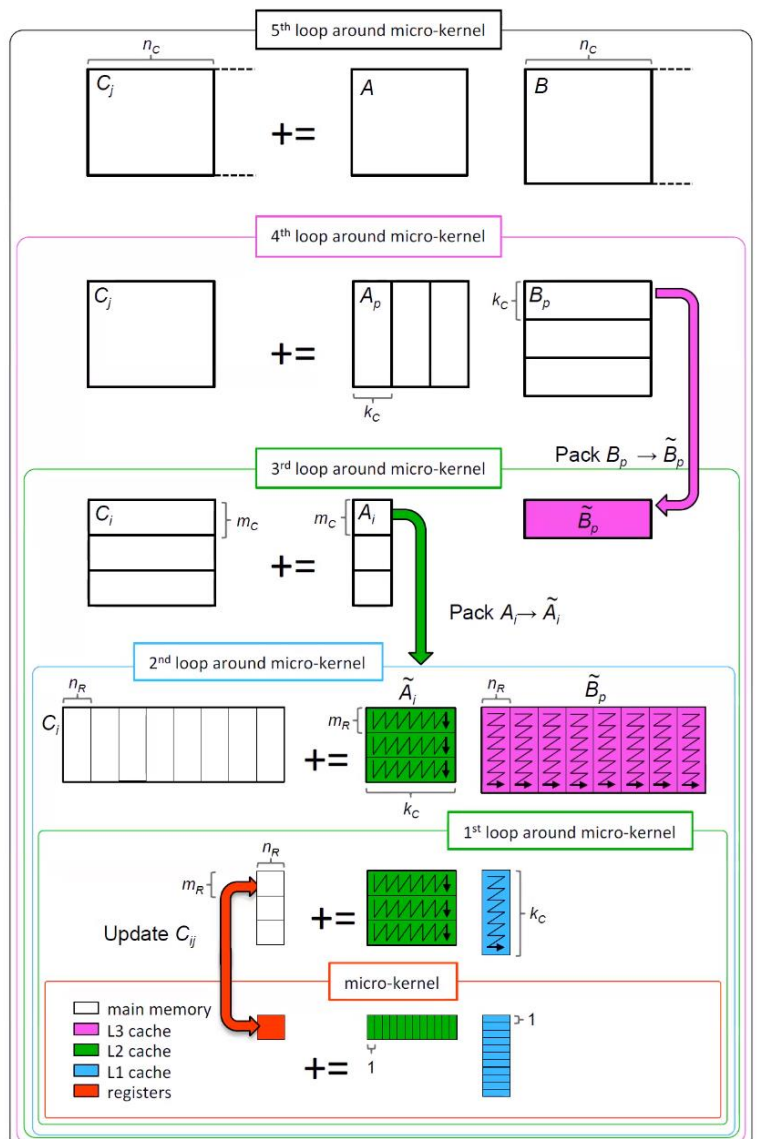 5th loop around micro-kernel
n_C n_C
C_j A B
+=
4th loop around micro-kernel
C_j A_p B_p
k_C
+=
k_C
Pack B_p → B̃_p
3rd loop around micro-kernel
C_i m_C m_C A_i B̃_p
+=
Pack A_i → Ã_i
2nd loop around micro-kernel
n_R Ã_i n_R B̃_p
C_i m_R
+=
k_C
1st loop around micro-kernel
n_R
m_R += k_C
Update C_ij
micro-kernel
main memory
L3 cache 1
L2 cache
L1 cache += 1
registers